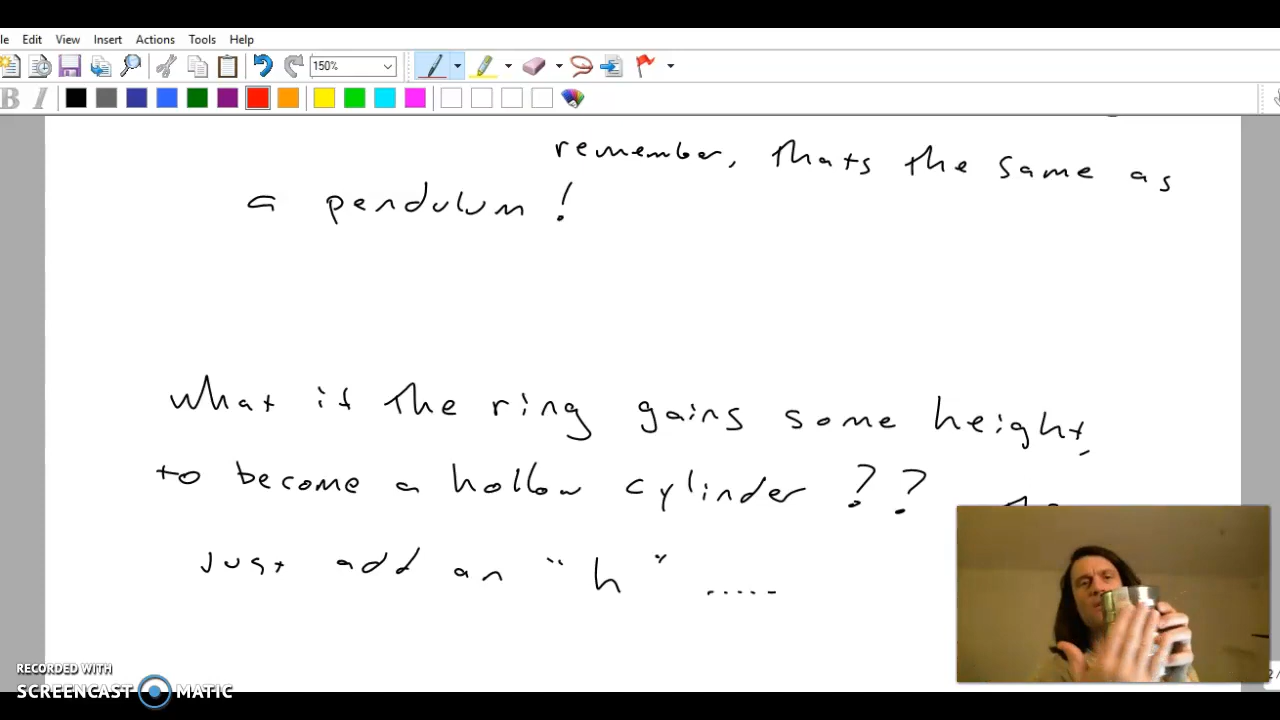 le Edit View Insert Actions Tools Help
150%
B I
remember, thats the same as
a pendulum !
what if the ring gains some height,
to become a hollow cylinder ??
just add an "h" .....
RECORDED WITH
SCREENCAST MATIC